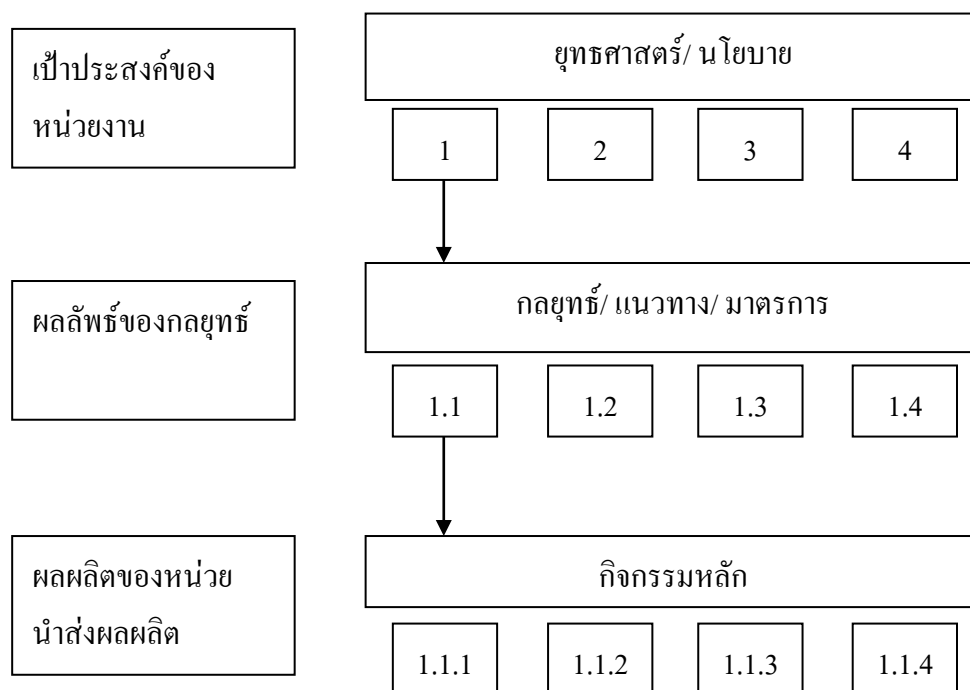 เป้าประสงค์ของ
หน่วยงาน
ยุทธศาสตร์/ นโยบาย
1 2 3 4
ผลลัพธ์ของกลยุทธ์
กลยุทธ์/ แนวทาง/ มาตรการ
1.1 1.2 1.3 1.4
ผลผลิตของหน่วย
นำส่งผลผลิต
กิจกรรมหลัก
1.1.1 1.1.2 1.1.3 1.1.4